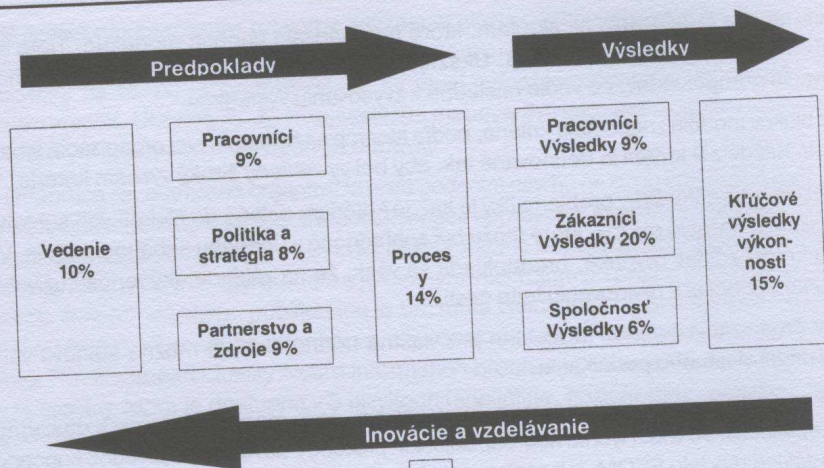 Predpoklady
Výsledky
Vedenie
10%
Pracovníci
9%
Politika a
stratégia 8%
Partnerstvo a
zdroje 9%
Proces
y
14%
Pracovníci
Výsledky 9%
Zákazníci
Výsledky 20%
Spoločnosť
Výsledky 6%
Kľúčové
výsledky
výkon-
nosti
15%
Inovácie a vzdelávanie